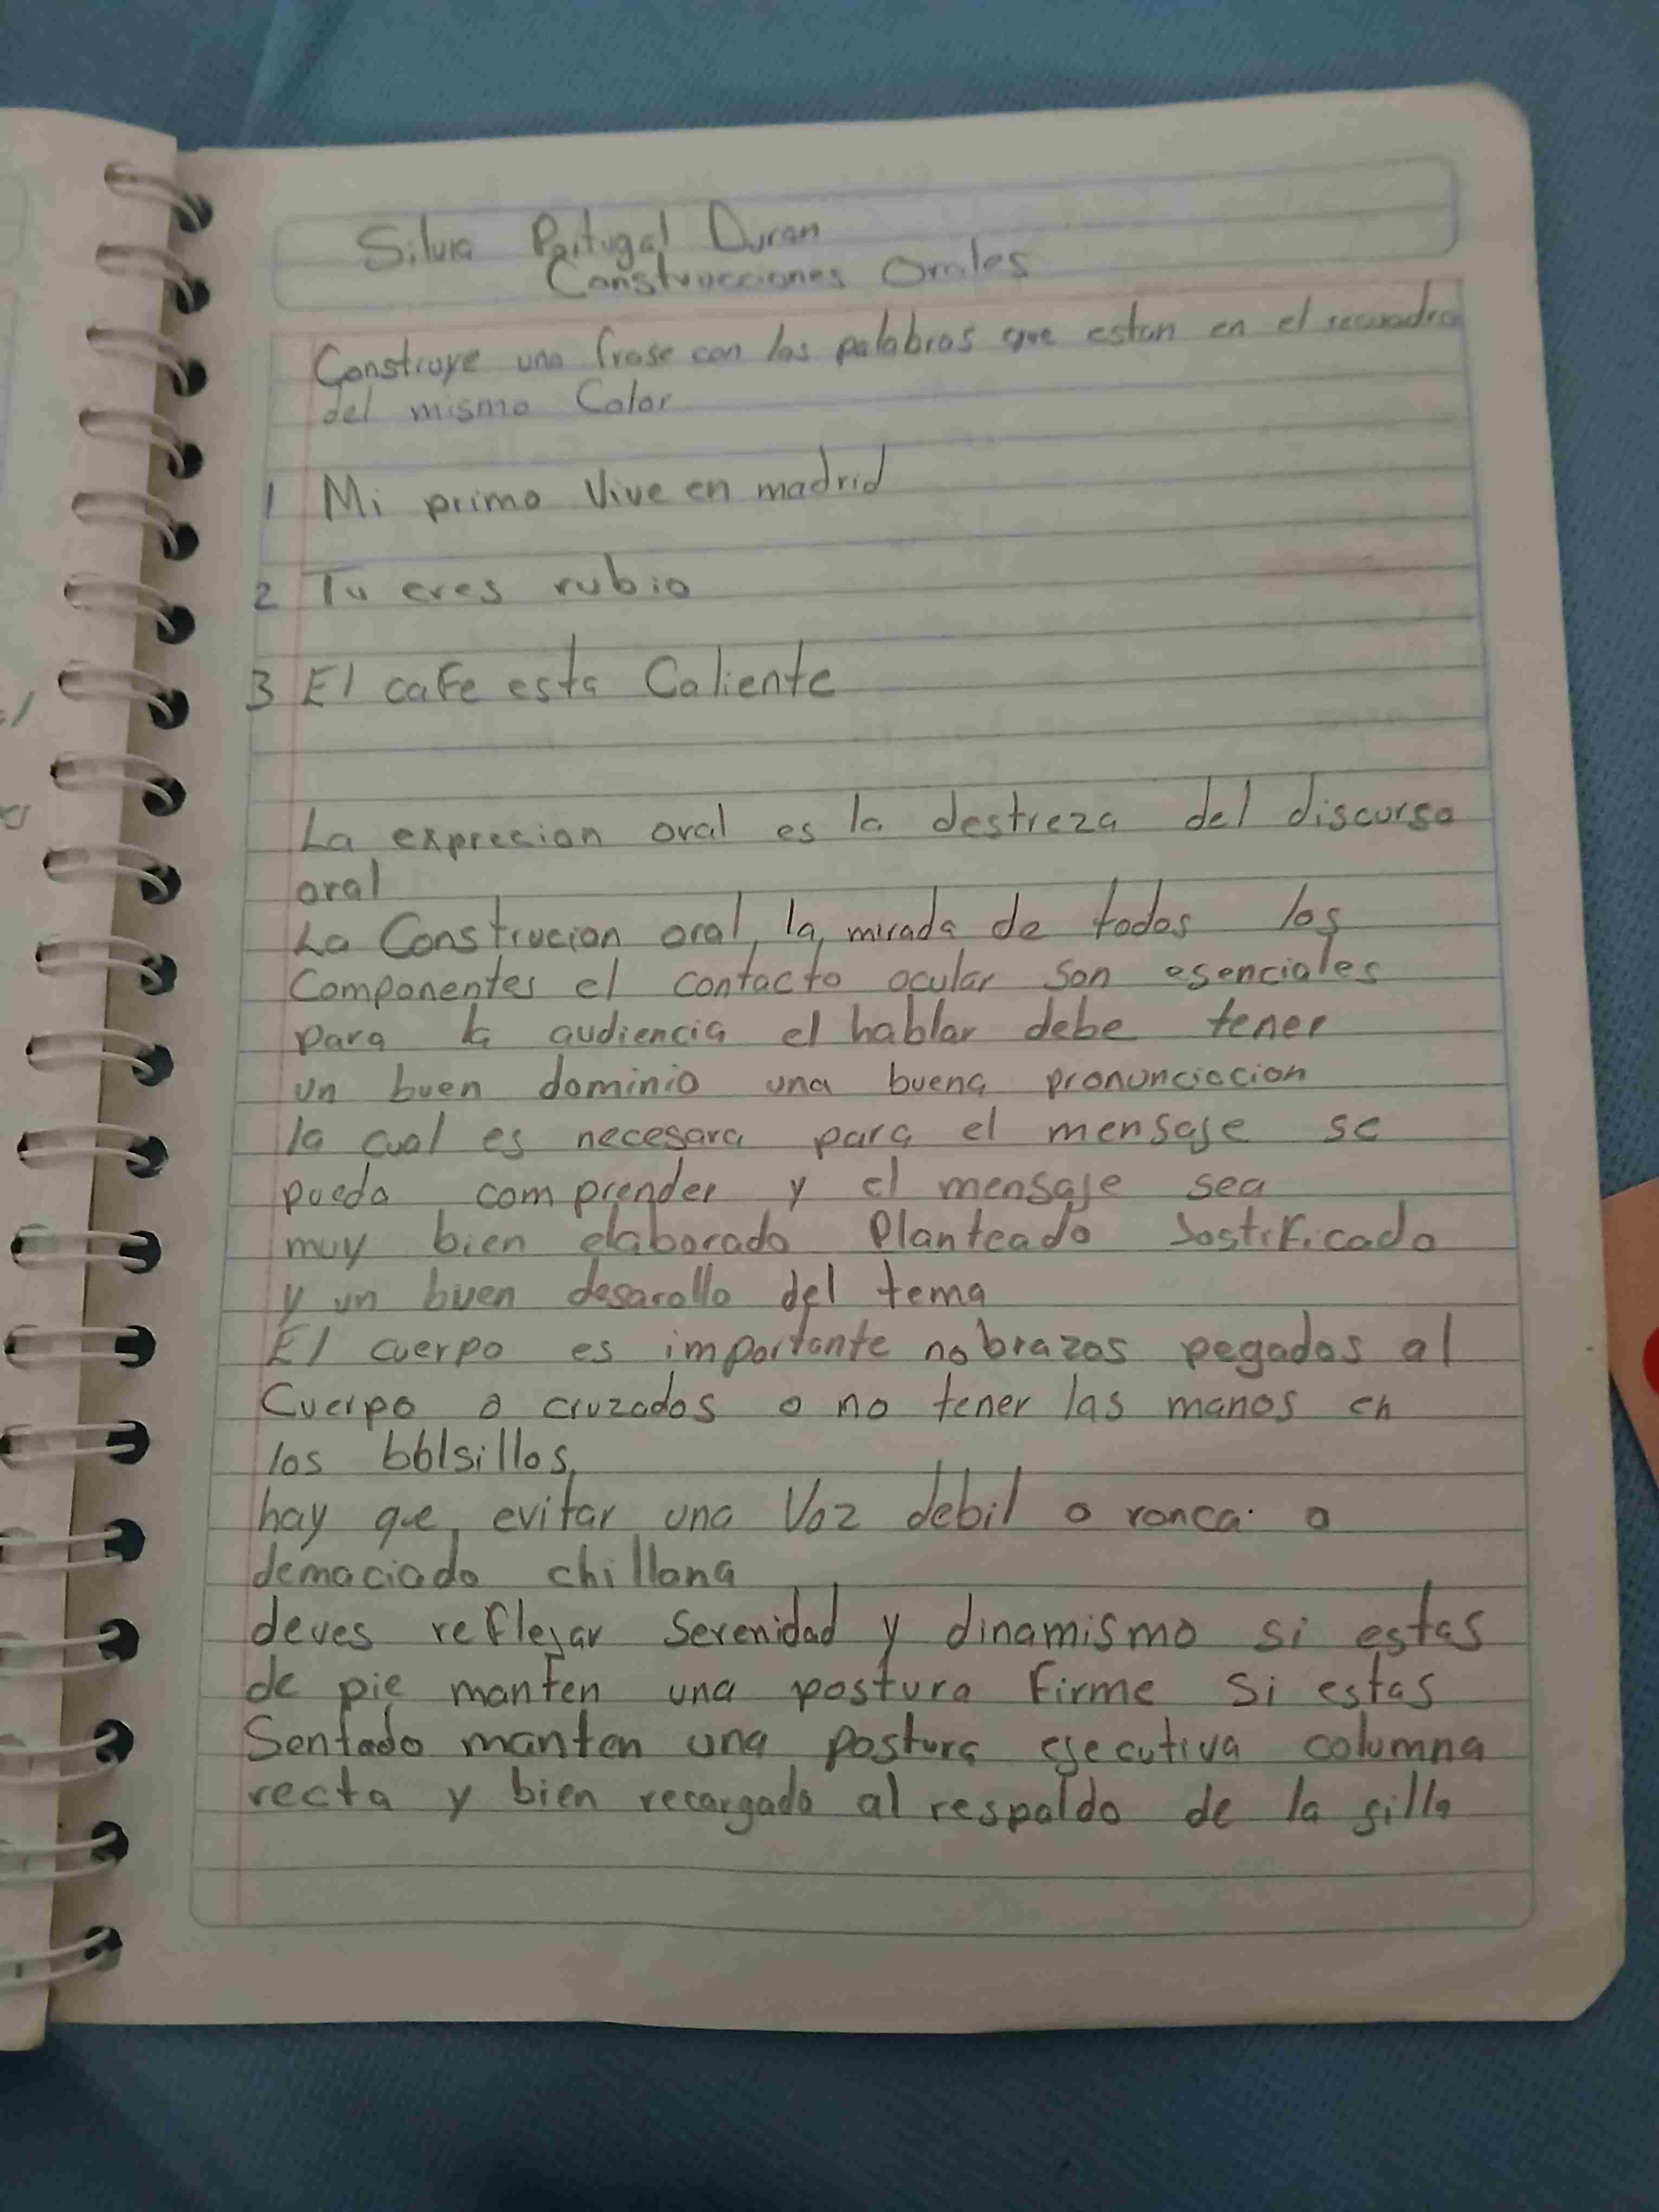 Silvia Portugal Duran
Construcciones Orales
Construye una frase con las palabras que estan en el recuadro
del mismo Color
1 Mi primo Vive en madrid
2 Tu eres rubio
3 El cafe esta Caliente
La exprecion oral es la destreza del discurso
oral
La Construcion oral, la mirada de todos los
Componentes el contacto ocular son esenciales
para la audiencia el hablar debe tener
un buen dominio una buena pronunciacion
la cual es necesara para el mensaje se
pueda comprender y el mensaje sea
muy bien elaborado Planteado Sostificado
y un buen desarollo del tema
El cuerpo es importante no brazos pegados al
Cuerpo o cruzados o no tener las manos en
los bolsillos,
hay que evitar una Voz debil o ronca o
demaciado chillona
deves reflejar Serenidad y dinamismo si estas
de pie manten una postura Firme Si estas
Sentado manten una postura ejecutiva columna
recta y bien recargado al respaldo de la silla